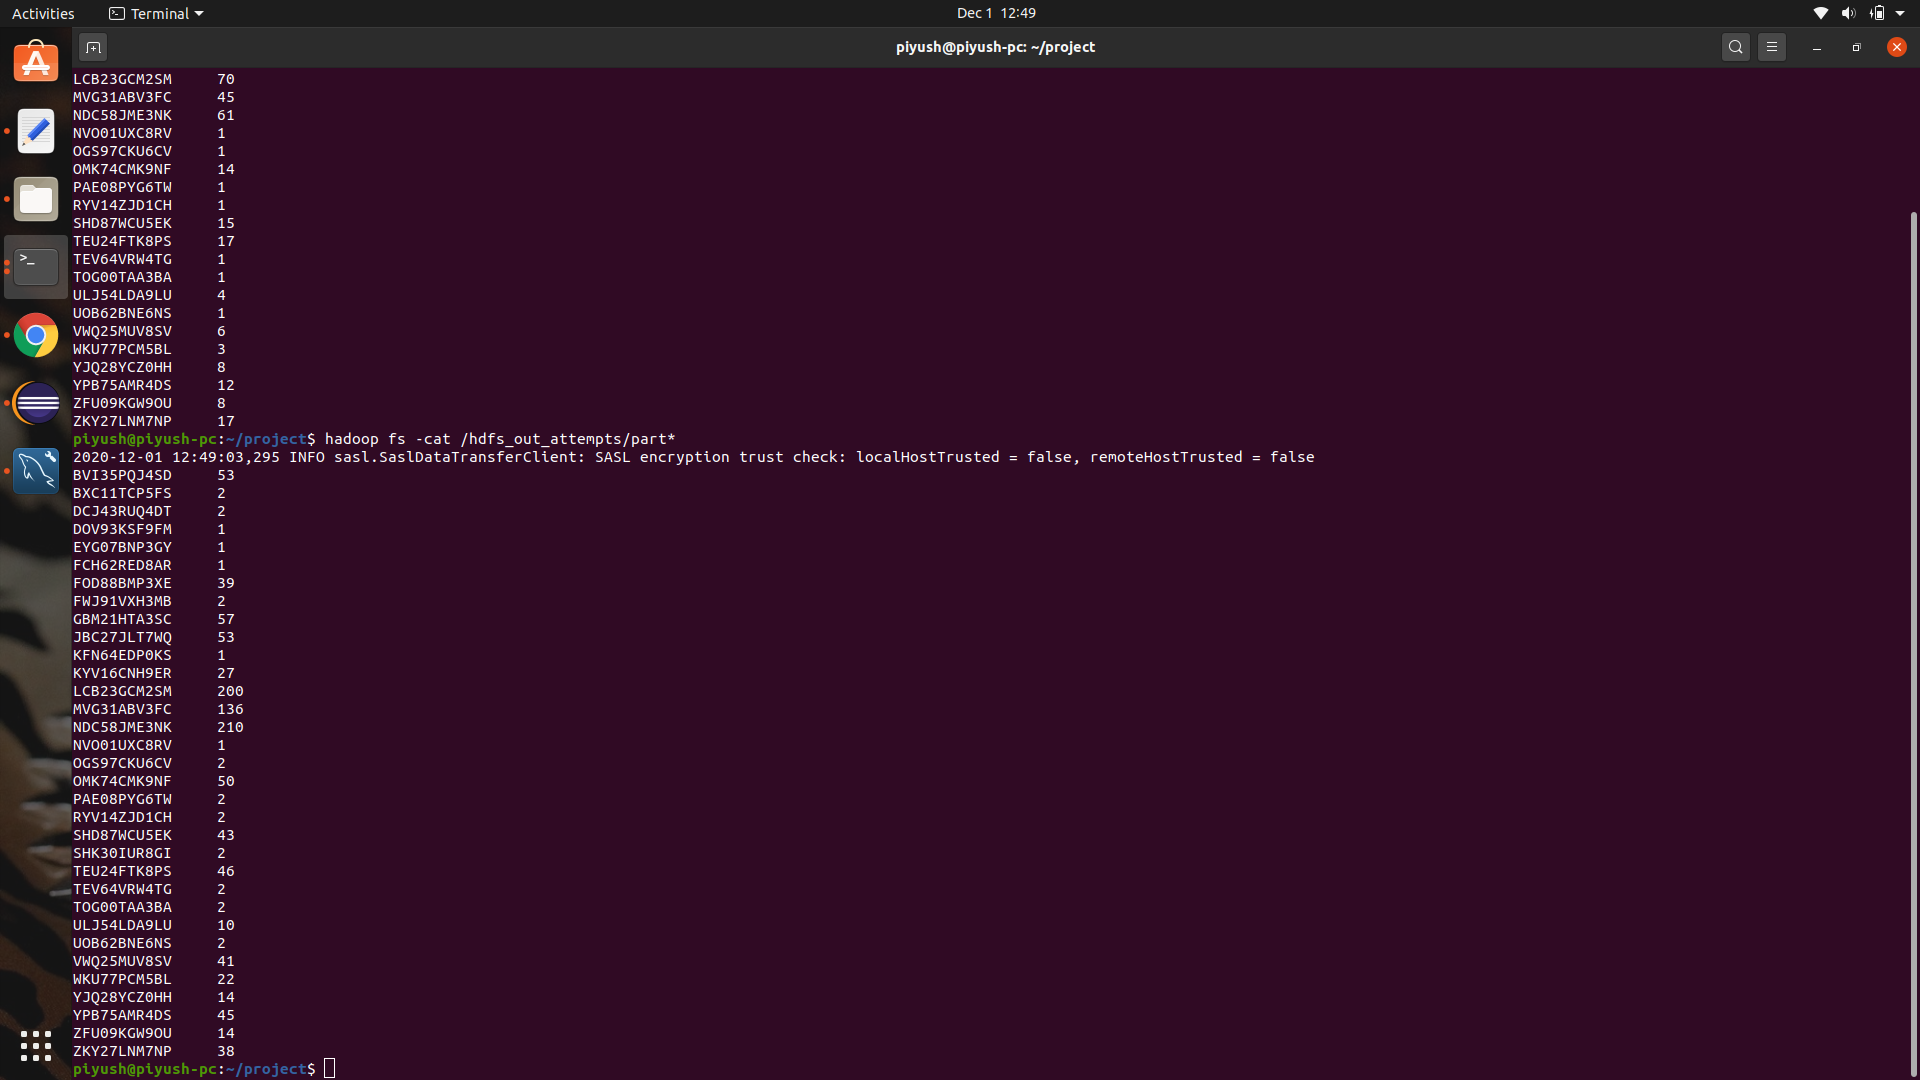 Activities
Terminal
Dec 1 12:49
piyush@piyush-pc: ~/project
LCB23GCM2SM 70
MVG31ABV3FC 45
NDC58JME3NK 61
NVO01UXC8RV 1
OGS97CKU6CV 1
OMK74CMK9NF 14
PAE08PYG6TW 1
RYV14ZJD1CH 1
SHD87WCU5EK 15
TEU24FTK8PS 17
TEV64VRW4TG 1
TOG00TAA3BA 1
ULJ54LDA9LU 4
UOB62BNE6NS 1
VWQ25MUV8SV 6
WKU77PCM5BL 3
YJQ28YCZ0HH 8
YPB75AMR4DS 12
ZFU09KGW9OU 8
ZKY27LNM7NP 17
piyush@piyush-pc:~/project$ hadoop fs -cat /hdfs_out_attempts/part*
2020-12-01 12:49:03,295 INFO sasl.SaslDataTransferClient: SASL encryption trust check: localHostTrusted = false, remoteHostTrusted = false
BVI35PQJ4SD 53
BXC11TCP5FS 2
DCJ43RUQ4DT 2
DOV93KSF9FM 1
EYG07BNP3GY 1
FCH62RED8AR 1
FOD88BMP3XE 39
FWJ91VXH3MB 2
GBM21HTA3SC 57
JBC27JLT7WQ 53
KFN64EDP0KS 1
KYV16CNH9ER 27
LCB23GCM2SM 200
MVG31ABV3FC 136
NDC58JME3NK 210
NVO01UXC8RV 1
OGS97CKU6CV 2
OMK74CMK9NF 50
PAE08PYG6TW 2
RYV14ZJD1CH 2
SHD87WCU5EK 43
SHK30IUR8GI 2
TEU24FTK8PS 46
TEV64VRW4TG 2
TOG00TAA3BA 2
ULJ54LDA9LU 10
UOB62BNE6NS 2
VWQ25MUV8SV 41
WKU77PCM5BL 22
YJQ28YCZ0HH 14
YPB75AMR4DS 45
ZFU09KGW9OU 14
ZKY27LNM7NP 38
piyush@piyush-pc:~/project$